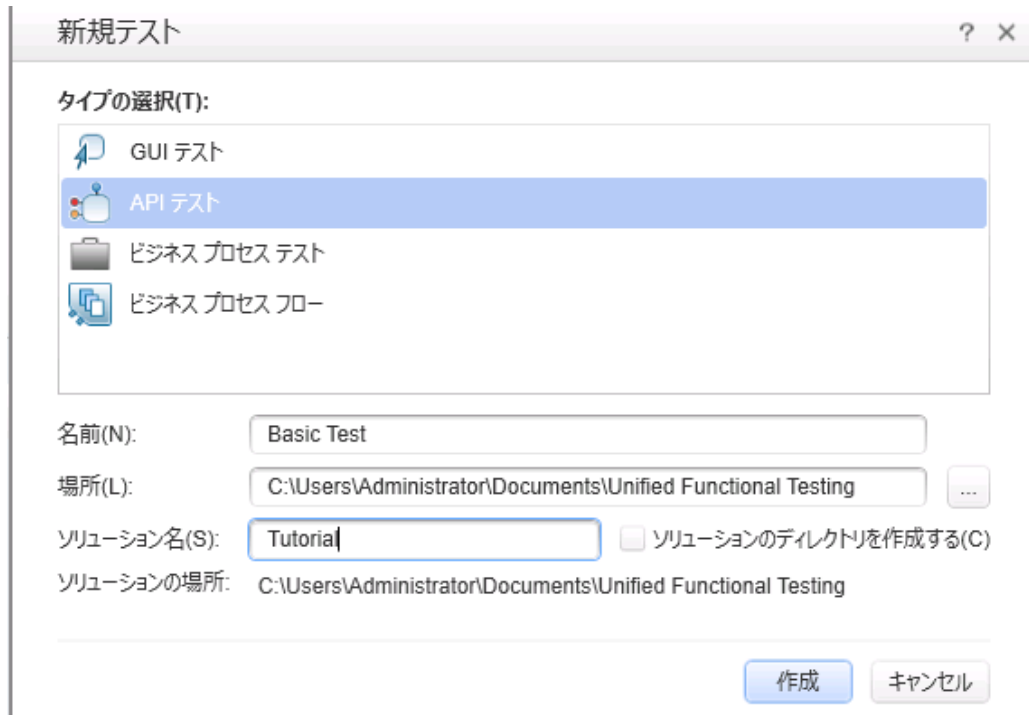 新規テスト ? ×
タイプの選択(T):
GUI テスト
API テスト
ビジネス プロセス テスト
ビジネス プロセス フロー
名前(N): Basic Test
場所(L): C:\Users\Administrator\Documents\Unified Functional Testing ...
ソリューション名(S): Tutorial ソリューションのディレクトリを作成する(C)
ソリューションの場所: C:\Users\Administrator\Documents\Unified Functional Testing
作成 キャンセル